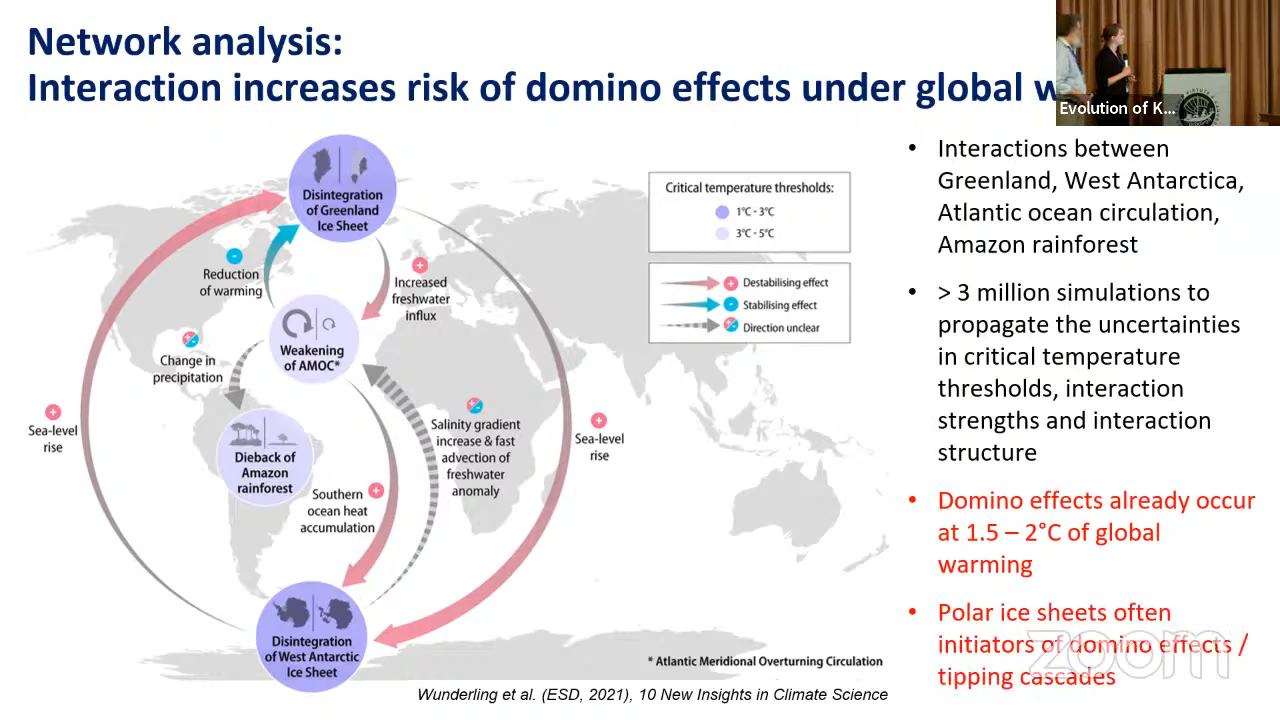 Network analysis:
Interaction increases risk of domino effects under global w
Evolution of K...
Disintegration
of Greenland
Ice Sheet
Critical temperature thresholds:
1°C - 3°C
3°C - 5°C
Destabilising effect
Stabilising effect
Direction unclear
+
-
-
Reduction
of warming
+
Increased
freshwater
influx
Weakening
of AMOC*
Change in
precipitation
+
Sea-level
rise
Salinity gradient
increase & fast
advection of
freshwater
anomaly
+
Sea-level
rise
Dieback of
Amazon
rainforest
Southern
ocean heat
accumulation
+
Disintegration
of West Antarctic
Ice Sheet
* Atlantic Meridional Overturning Circulation
Wunderling et al. (ESD, 2021), 10 New Insights in Climate Science
• Interactions between
Greenland, West Antarctica,
Atlantic ocean circulation,
Amazon rainforest
• > 3 million simulations to
propagate the uncertainties
in critical temperature
thresholds, interaction
strengths and interaction
structure
• Domino effects already occur
at 1.5 – 2°C of global
warming
• Polar ice sheets often
initiators of domino effects /
tipping cascades
zoom